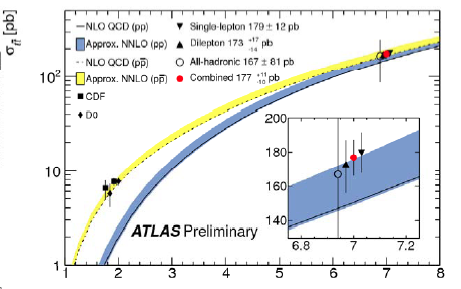 σtt̄ [pb]
NLO QCD (pp)
Approx. NNLO (pp)
NLO QCD (pp̄)
Approx. NNLO (pp̄)
CDF
D0
Single-lepton 179 ± 12 pb
Dilepton 173 +17 -14 pb
All-hadronic 167 ± 81 pb
Combined 177 +11 -10 pb
10²
10
1
200
180
160
140
6.8 7 7.2
ATLAS Preliminary
1 2 3 4 5 6 7 8